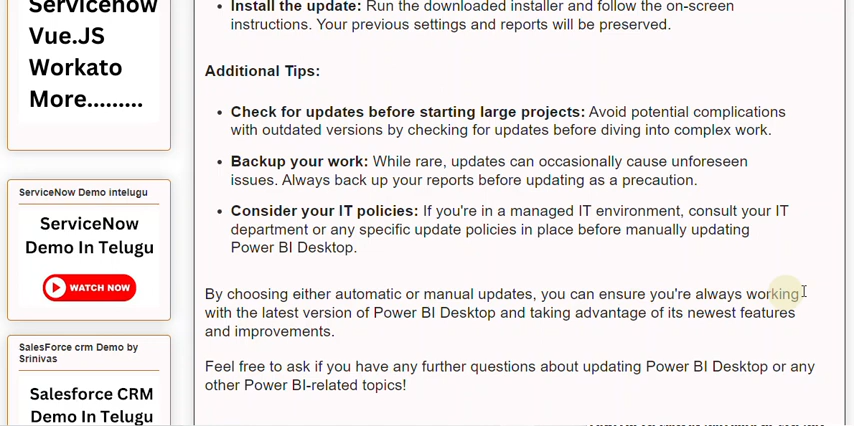 Servicenow
Vue.JS
Workato
More.........
ServiceNow Demo intelugu
ServiceNow
Demo In Telugu
WATCH NOW
SalesForce crm Demo by
Srinivas
Salesforce CRM
Demo In Telugu
• Install the update: Run the downloaded installer and follow the on-screen
instructions. Your previous settings and reports will be preserved.
Additional Tips:
• Check for updates before starting large projects: Avoid potential complications
with outdated versions by checking for updates before diving into complex work.
• Backup your work: While rare, updates can occasionally cause unforeseen
issues. Always back up your reports before updating as a precaution.
• Consider your IT policies: If you're in a managed IT environment, consult your IT
department or any specific update policies in place before manually updating
Power BI Desktop.
By choosing either automatic or manual updates, you can ensure you're always working
with the latest version of Power BI Desktop and taking advantage of its newest features
and improvements.
Feel free to ask if you have any further questions about updating Power BI Desktop or any
other Power BI-related topics!